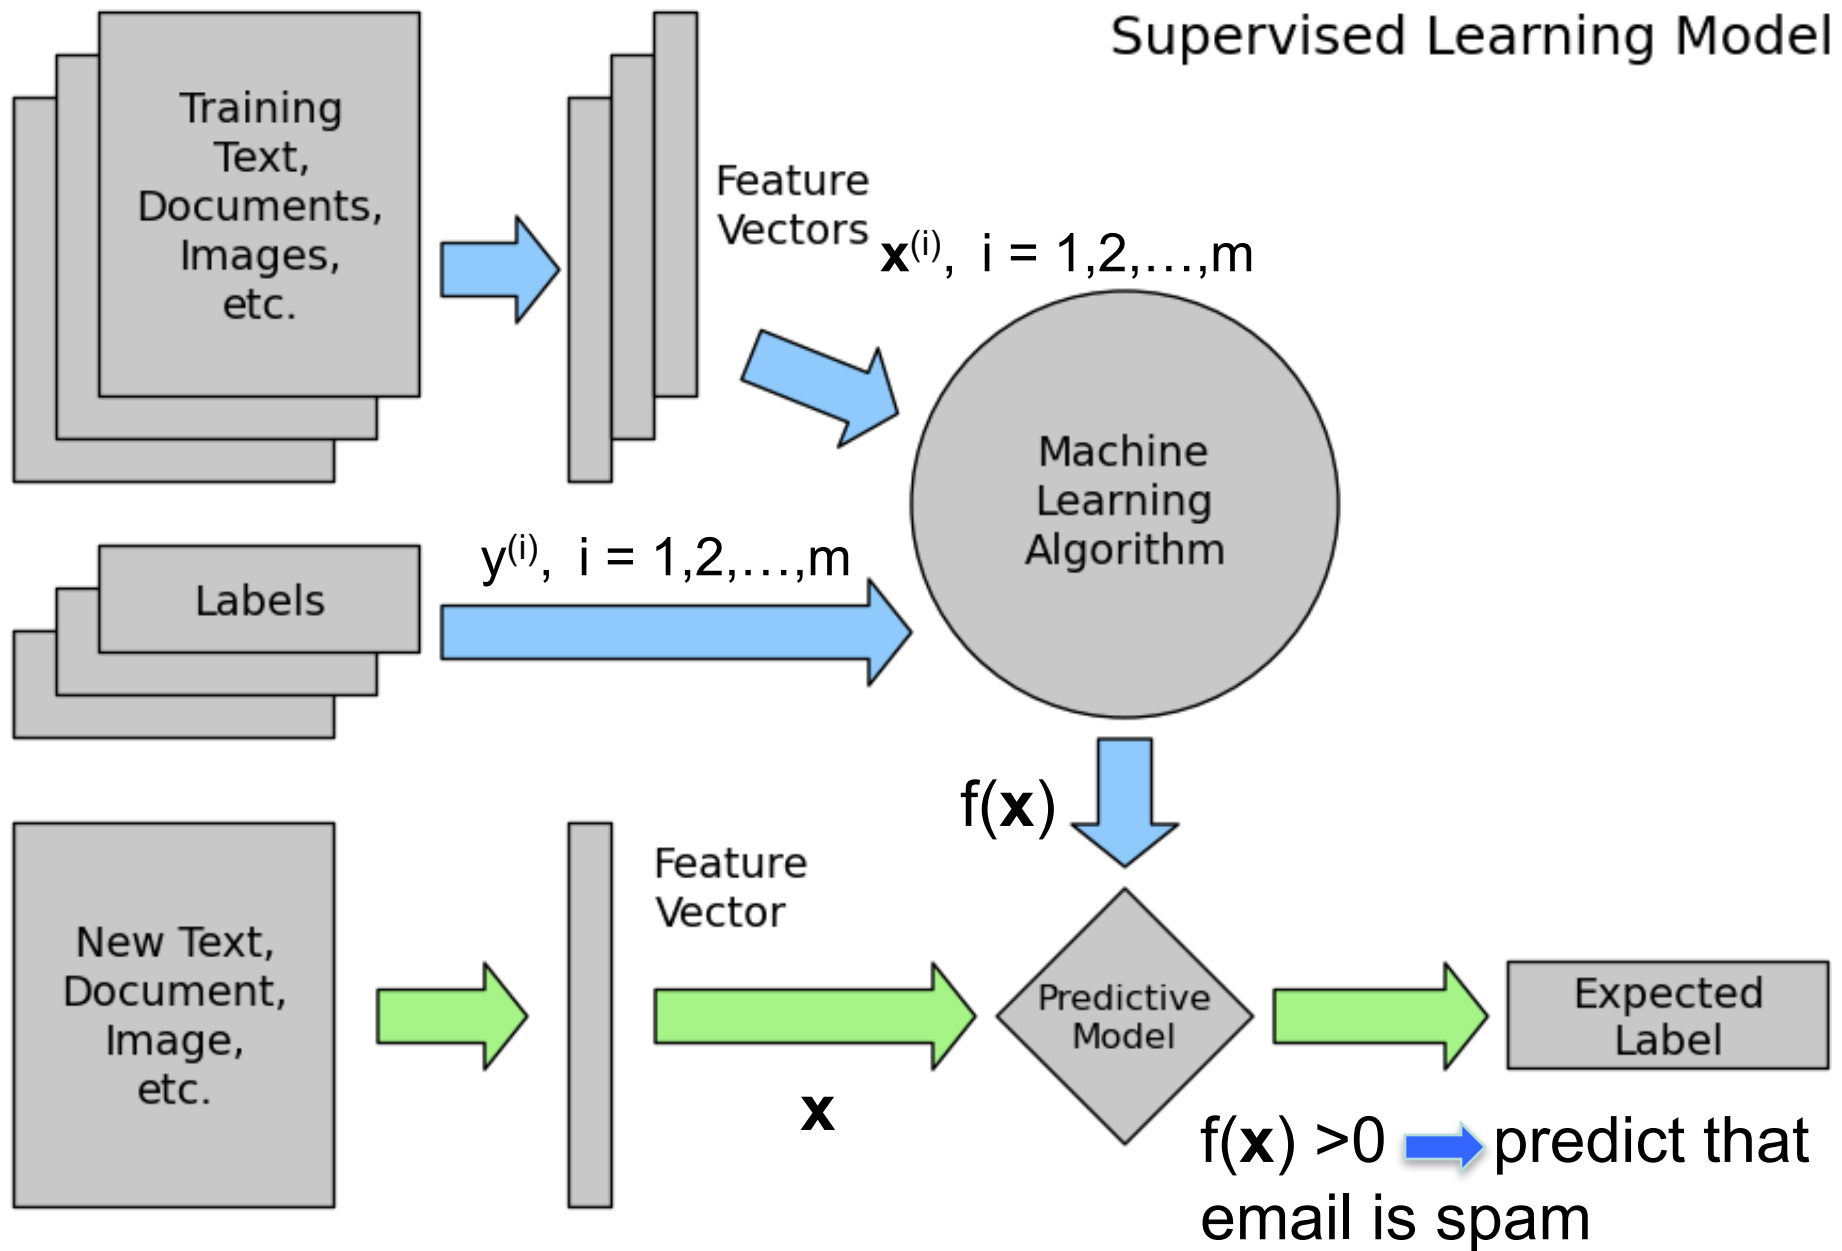 Supervised Learning Model
Training
Text,
Documents,
Images,
etc.
Feature
Vectors
x⁽ⁱ⁾, i = 1,2,…,m
Machine
Learning
Algorithm
Labels
y⁽ⁱ⁾, i = 1,2,…,m
f(x)
New Text,
Document,
Image,
etc.
Feature
Vector
x
Predictive
Model
Expected
Label
f(x) >0 predict that
email is spam